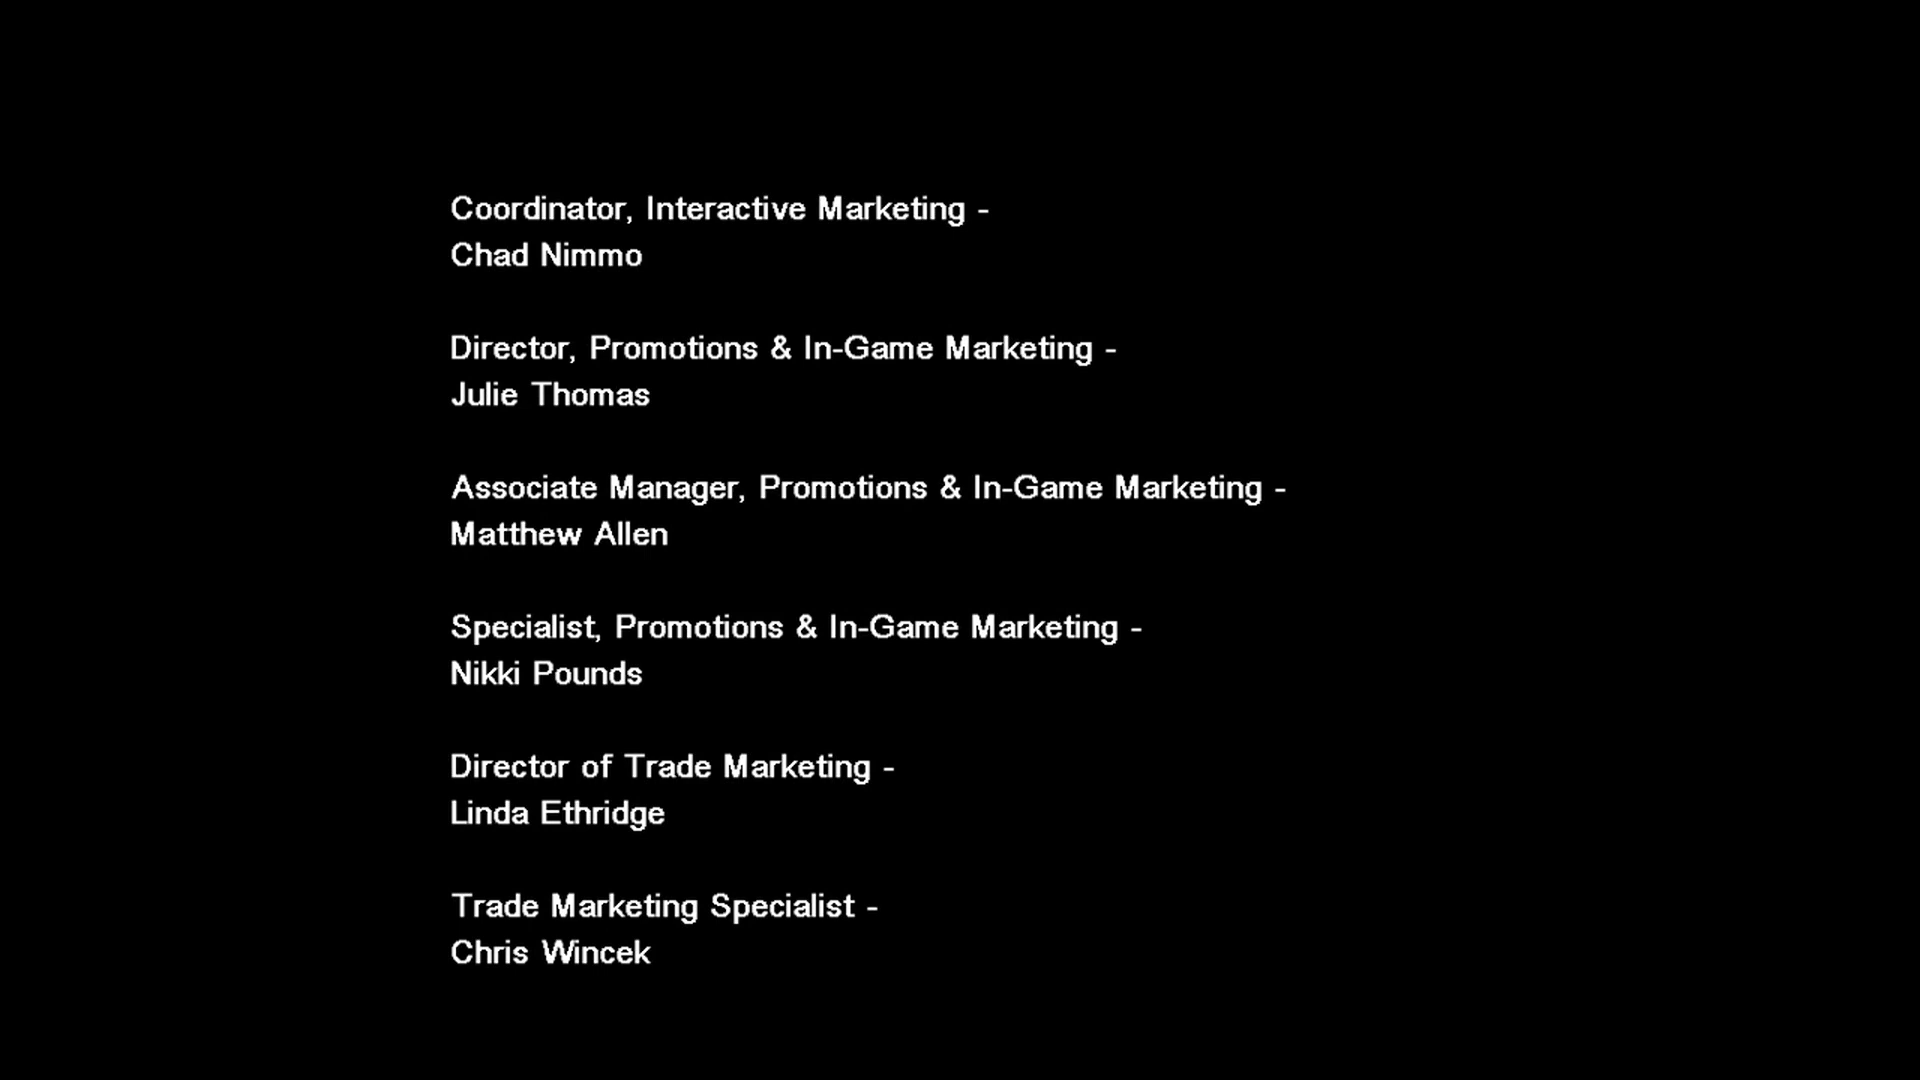 Coordinator, Interactive Marketing -
Chad Nimmo
Director, Promotions & In-Game Marketing -
Julie Thomas
Associate Manager, Promotions & In-Game Marketing -
Matthew Allen
Specialist, Promotions & In-Game Marketing -
Nikki Pounds
Director of Trade Marketing -
Linda Ethridge
Trade Marketing Specialist -
Chris Wincek